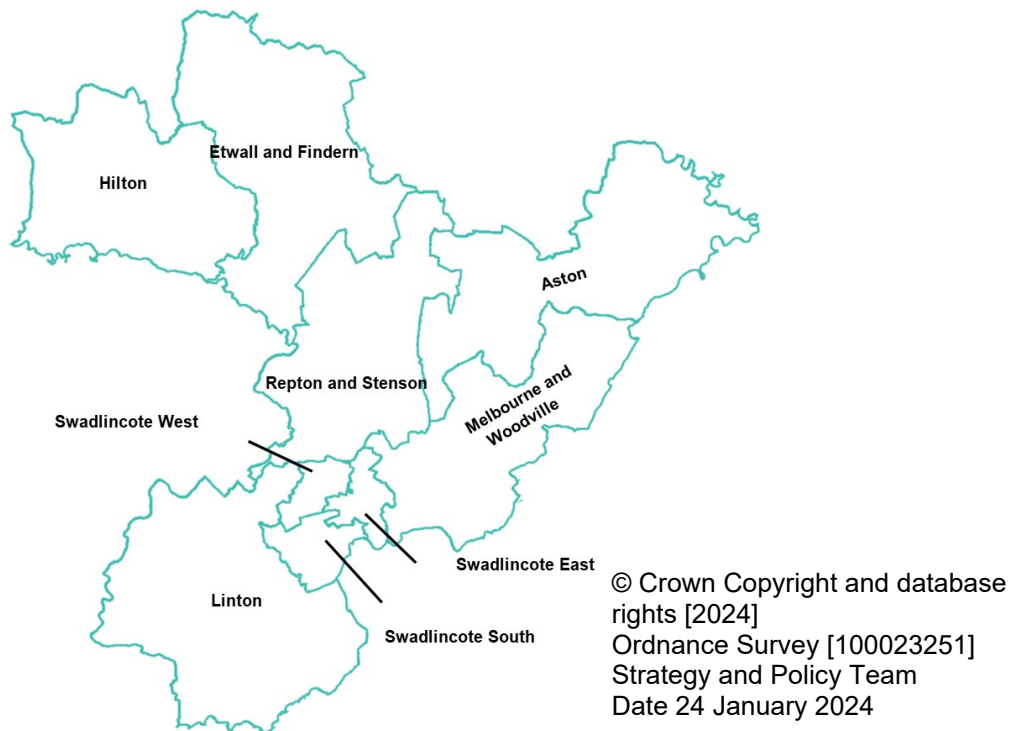 Etwall and Findern
Hilton
Aston
Repton and Stenson
Melbourne and
Woodville
Swadlincote West
Swadlincote East
Linton
Swadlincote South
© Crown Copyright and database
rights [2024]
Ordnance Survey [100023251]
Strategy and Policy Team
Date 24 January 2024